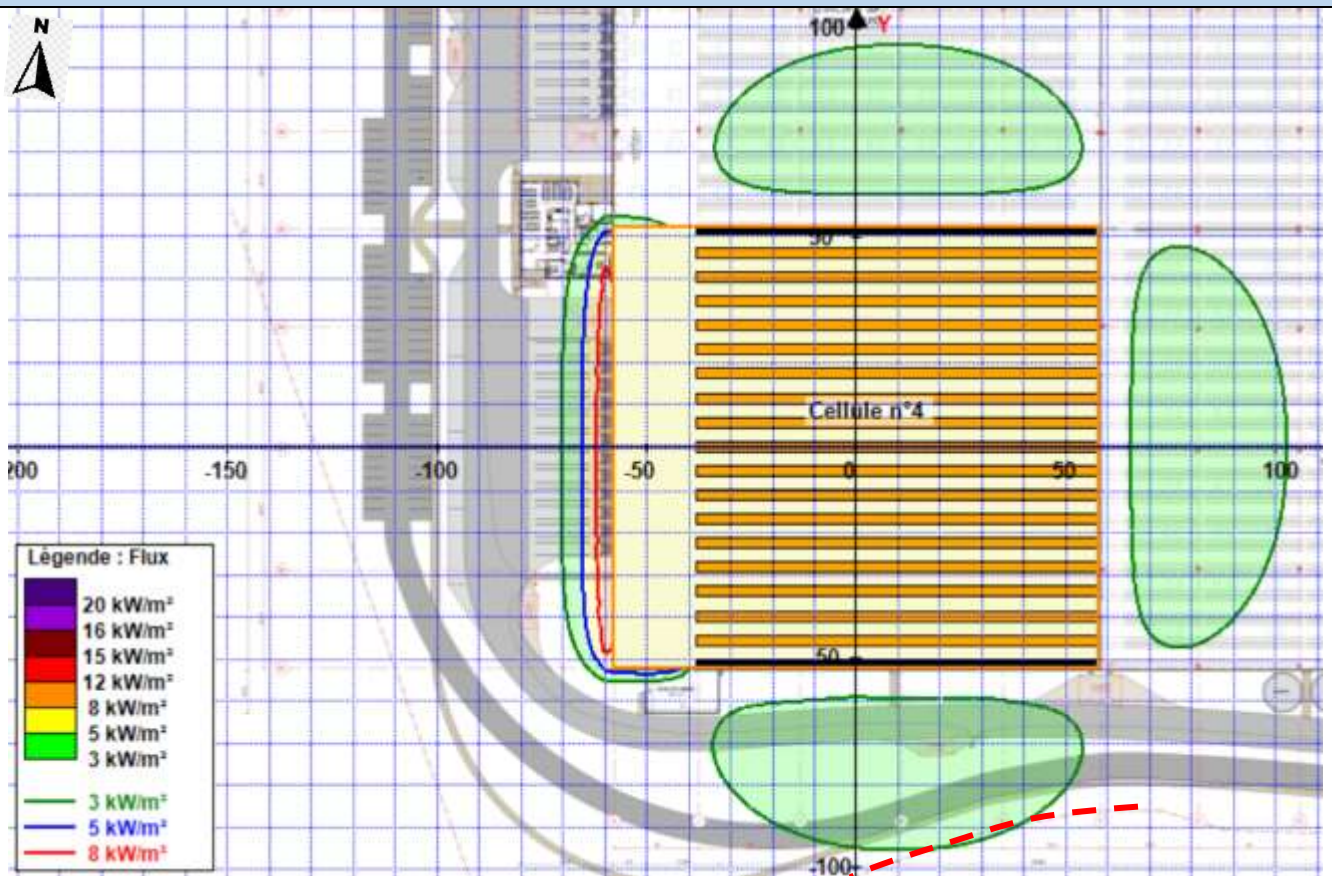 N
100
Y
50
Cellule n°4
200
-150
-100
-50
0
50
100
50
-100
Légende : Flux
20 kW/m²
16 kW/m²
15 kW/m²
12 kW/m²
8 kW/m²
5 kW/m²
3 kW/m²
3 kW/m²
5 kW/m²
8 kW/m²